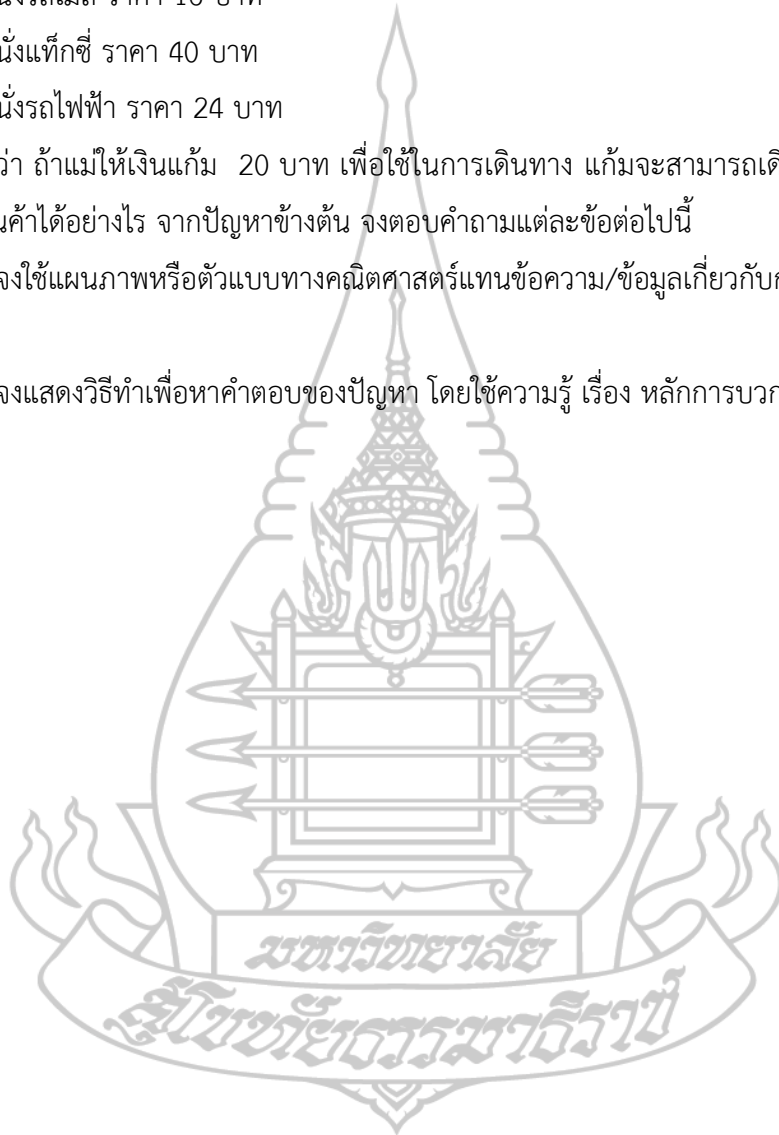 ราคา 10 บาท
นั่งแท็กซี่ ราคา 40 บาท
นั่งรถไฟฟ้า ราคา 24 บาท
ว่า ถ้าแม่ให้เงินแก้ม 20 บาท เพื่อใช้ในการเดินทาง แก้มจะสามารถเดิ
นค้าได้อย่างไร จากปัญหาข้างต้น จงตอบคำถามแต่ละข้อต่อไปนี้
จงใช้แผนภาพหรือตัวแบบทางคณิตศาสตร์แทนข้อความ/ข้อมูลเกี่ยวกับ
จงแสดงวิธีทำเพื่อหาคำตอบของปัญหา โดยใช้ความรู้ เรื่อง หลักการบวก
มหาวิทยาลัย
สุโขทัยธรรมาธิราช